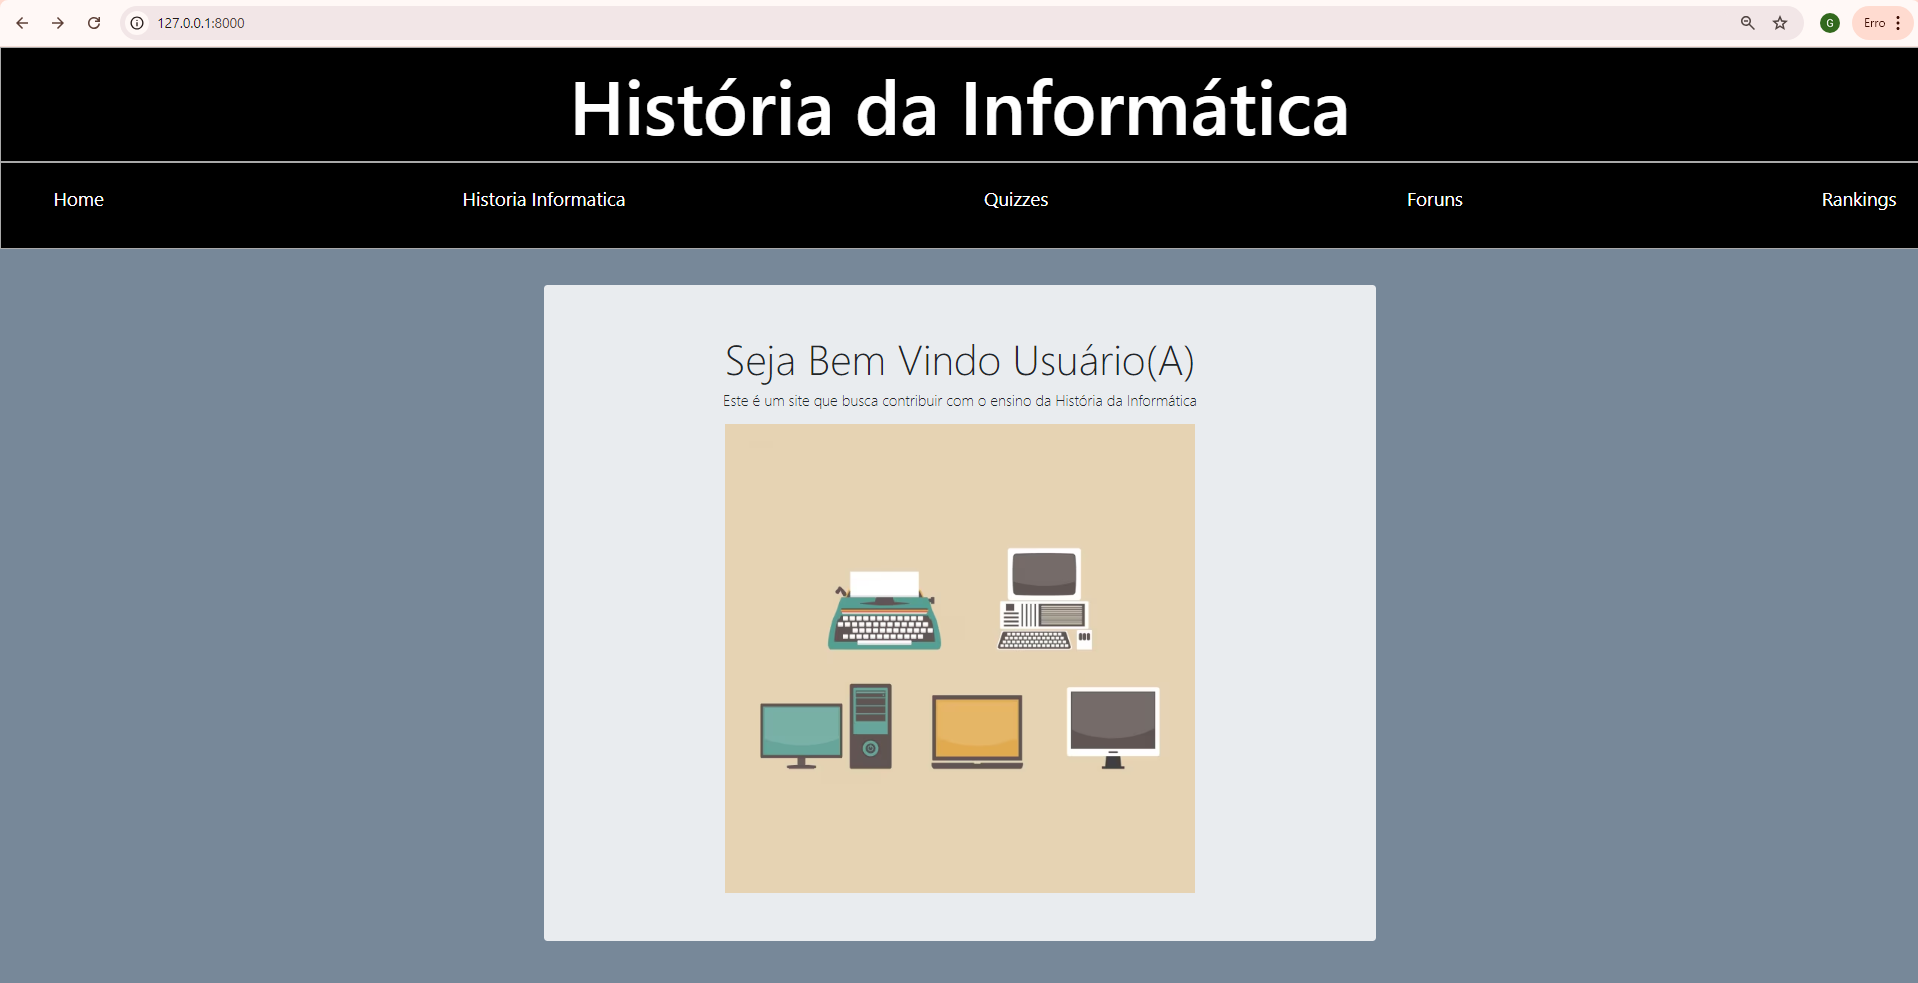 127.0.0.1:8000
G
Erro
História da Informática
Home Historia Informatica Quizzes Foruns Rankings
Seja Bem Vindo Usuário(A)
Este é um site que busca contribuir com o ensino da História da Informática